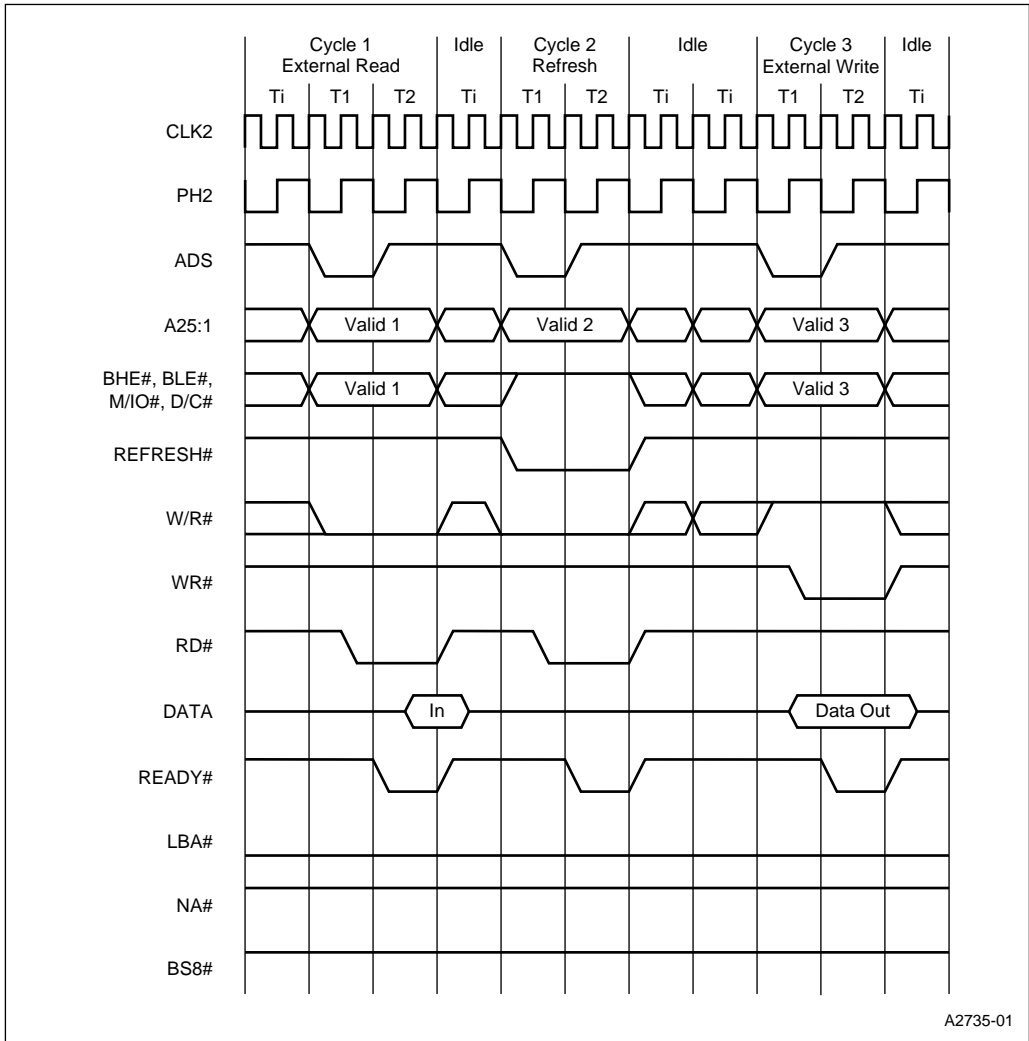 Cycle 1 Idle Cycle 2 Idle Cycle 3 Idle
External Read Refresh External Write
Ti T1 T2 Ti T1 T2 Ti Ti T1 T2 Ti
CLK2
PH2
ADS
A25:1 Valid 1 Valid 2 Valid 3
BHE#, BLE#,
M/IO#, D/C# Valid 1 Valid 3
REFRESH#
W/R#
WR#
RD#
DATA In Data Out
READY#
LBA#
NA#
BS8#
A2735-01